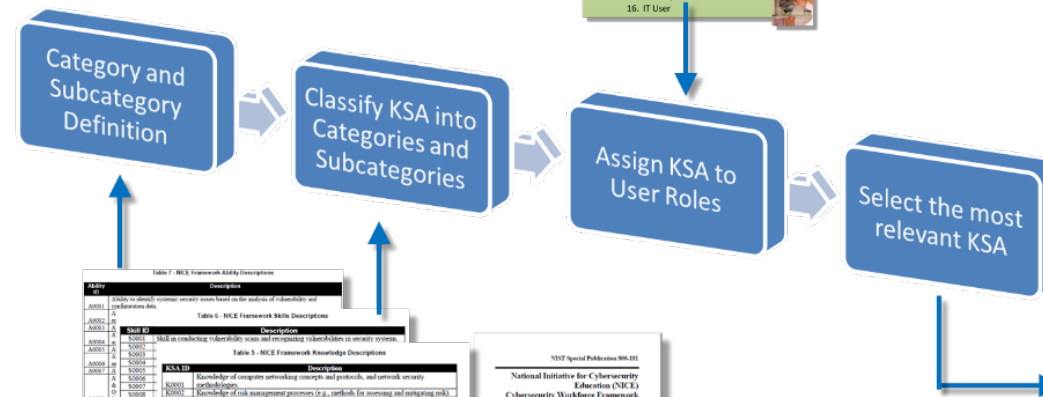 16. IT User
Category and
Subcategory
Definition
Classify KSA into
Categories and
Subcategories
Assign KSA to
User Roles
Select the most
relevant KSA
Table 7 - NICE Framework Ability Descriptions
Ability
ID
Description
A0001
Ability to identify systemic security issues based on the analysis of vulnerability and
configuration data.
A0002
A0003
A0004
A0005
A0006
A0007
Table 6 - NICE Framework Skills Descriptions
Skill ID
Description
S0001
Skill in conducting vulnerability scans and recognizing vulnerabilities in security systems.
S0002
S0003
S0004
S0005
S0006
S0007
S0008
Table 5 - NICE Framework Knowledge Descriptions
KSA ID
Description
K0001
Knowledge of computer networking concepts and protocols, and network security
methodologies.
K0002
Knowledge of risk management processes (e.g., methods for assessing and mitigating risk).
NIST Special Publication 800-181
National Initiative for Cybersecurity
Education (NICE)
Cybersecurity Workforce Framework